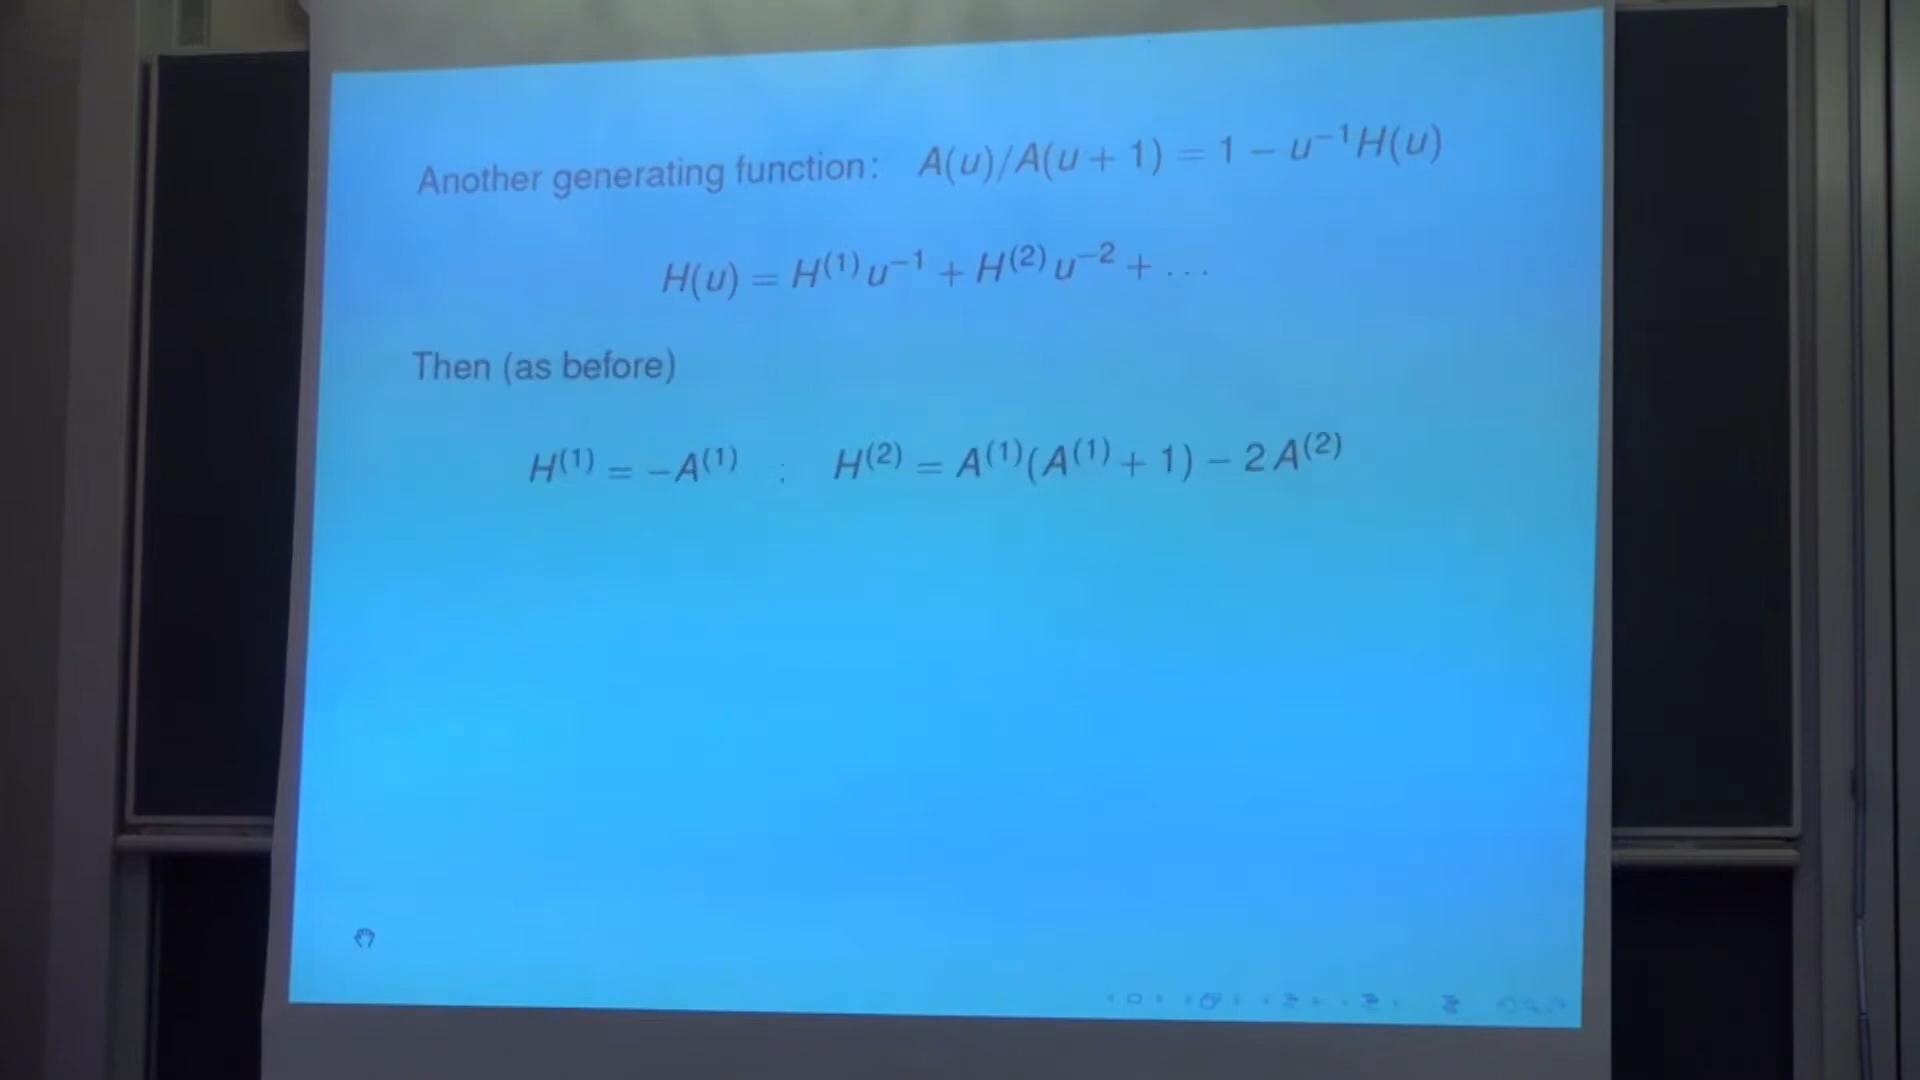 Another generating function: A(u)/A(u + 1) = 1 − u⁻¹H(u)
H(u) = H⁽¹⁾u⁻¹ + H⁽²⁾u⁻² + ...
Then (as before)
H⁽¹⁾ = −A⁽¹⁾ ; H⁽²⁾ = A⁽¹⁾(A⁽¹⁾ + 1) − 2 A⁽²⁾